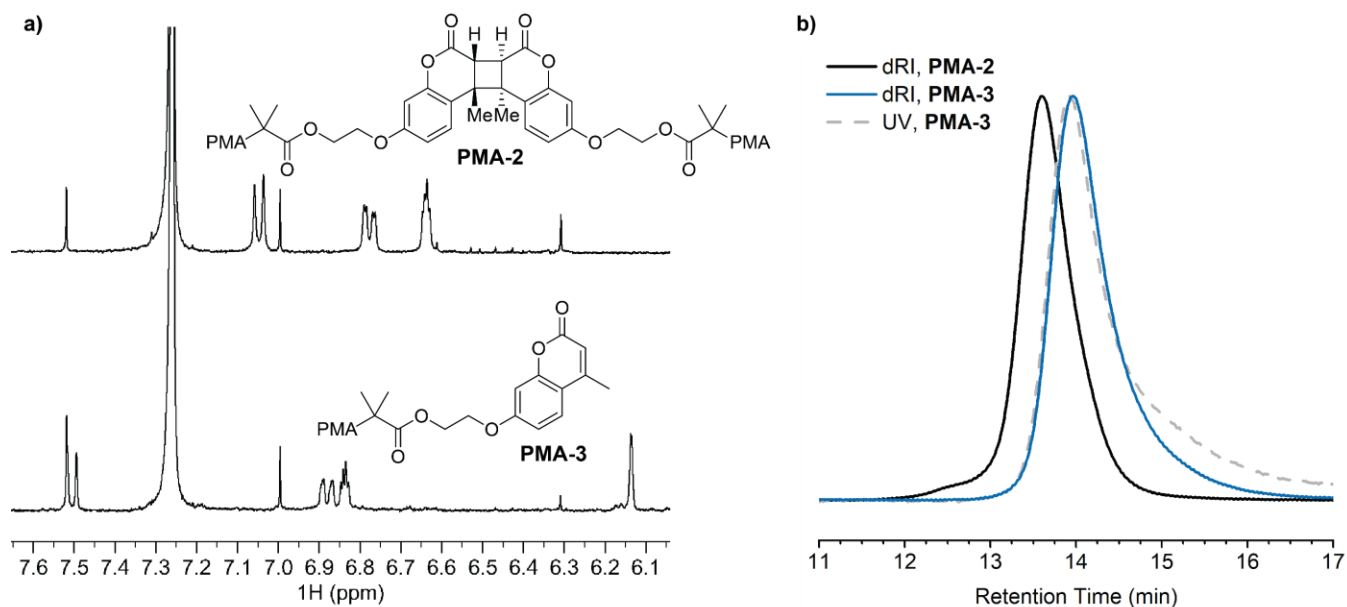 a)
O H H O
O O
MeMe
O O
PMA O O PMA
O O
PMA-2
O
O
O O
PMA
O
PMA-3
7.6 7.5 7.4 7.3 7.2 7.1 7.0 6.9 6.8 6.7 6.6 6.5 6.4 6.3 6.2 6.1
1H (ppm)
b)
dRI, PMA-2
dRI, PMA-3
UV, PMA-3
11 12 13 14 15 16 17
Retention Time (min)